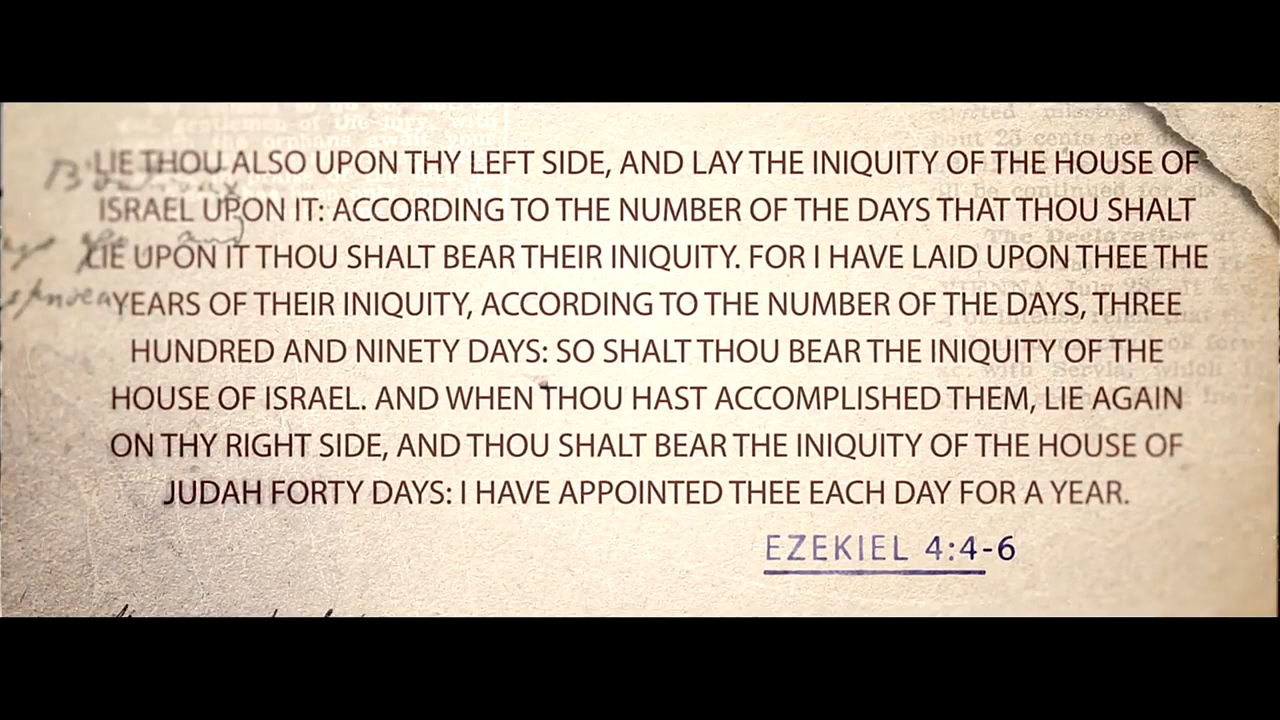 LIE THOU ALSO UPON THY LEFT SIDE, AND LAY THE INIQUITY OF THE HOUSE OF
ISRAEL UPON IT: ACCORDING TO THE NUMBER OF THE DAYS THAT THOU SHALT
LIE UPON IT THOU SHALT BEAR THEIR INIQUITY. FOR I HAVE LAID UPON THEE THE
YEARS OF THEIR INIQUITY, ACCORDING TO THE NUMBER OF THE DAYS, THREE
HUNDRED AND NINETY DAYS: SO SHALT THOU BEAR THE INIQUITY OF THE
HOUSE OF ISRAEL. AND WHEN THOU HAST ACCOMPLISHED THEM, LIE AGAIN
ON THY RIGHT SIDE, AND THOU SHALT BEAR THE INIQUITY OF THE HOUSE OF
JUDAH FORTY DAYS: I HAVE APPOINTED THEE EACH DAY FOR A YEAR.
EZEKIEL 4:4-6